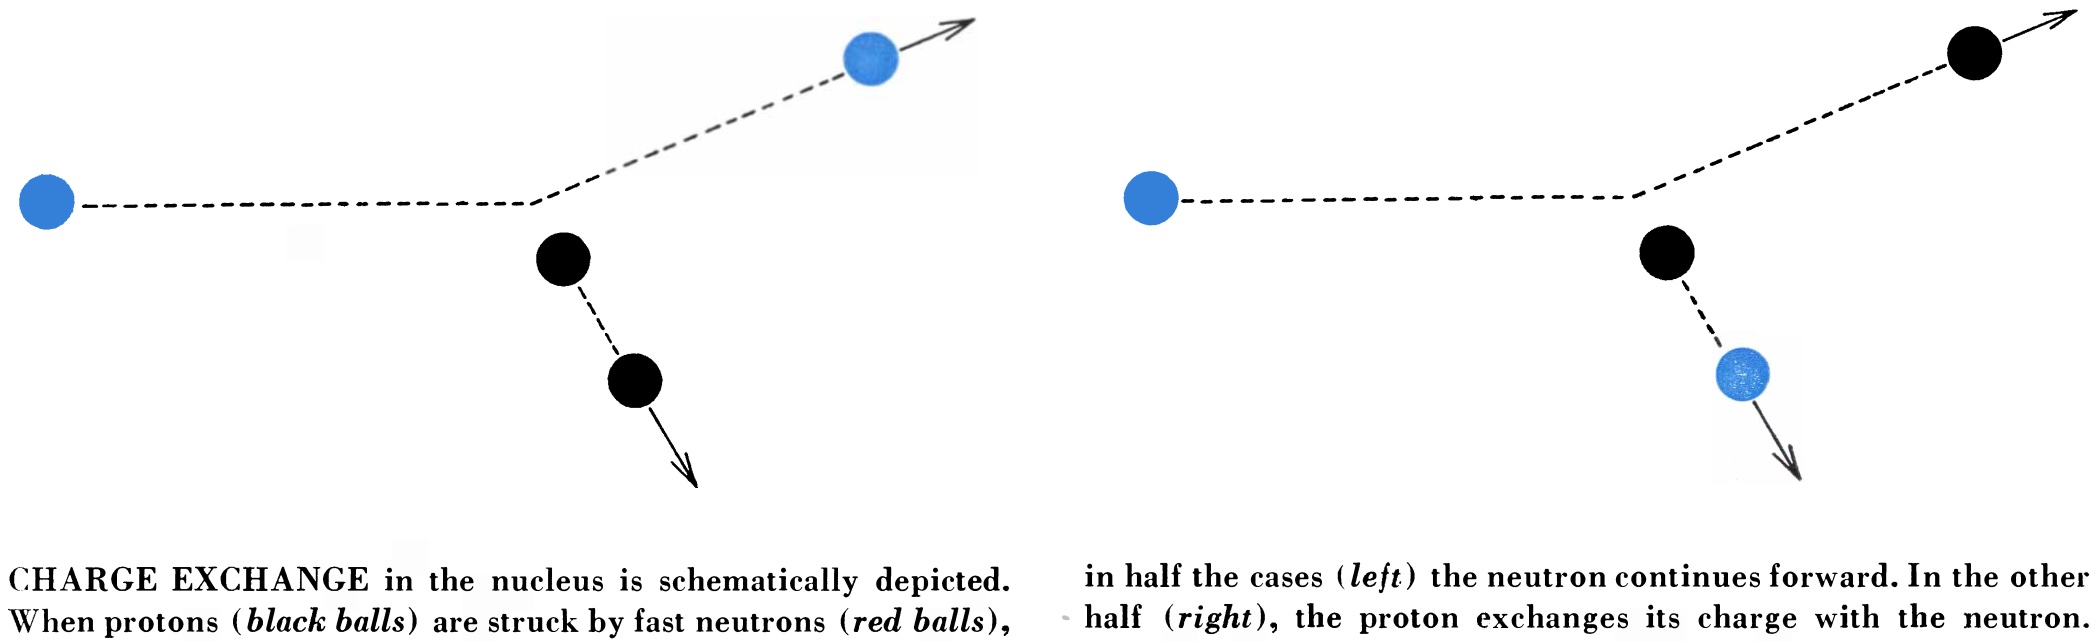 CHARGE EXCHANGE in the nucleus is schematically depicted.
When protons (black balls) are struck by fast neutrons (red balls),
in half the cases (left) the neutron continues forward. In the other
half (right), the proton exchanges its charge with the neutron.